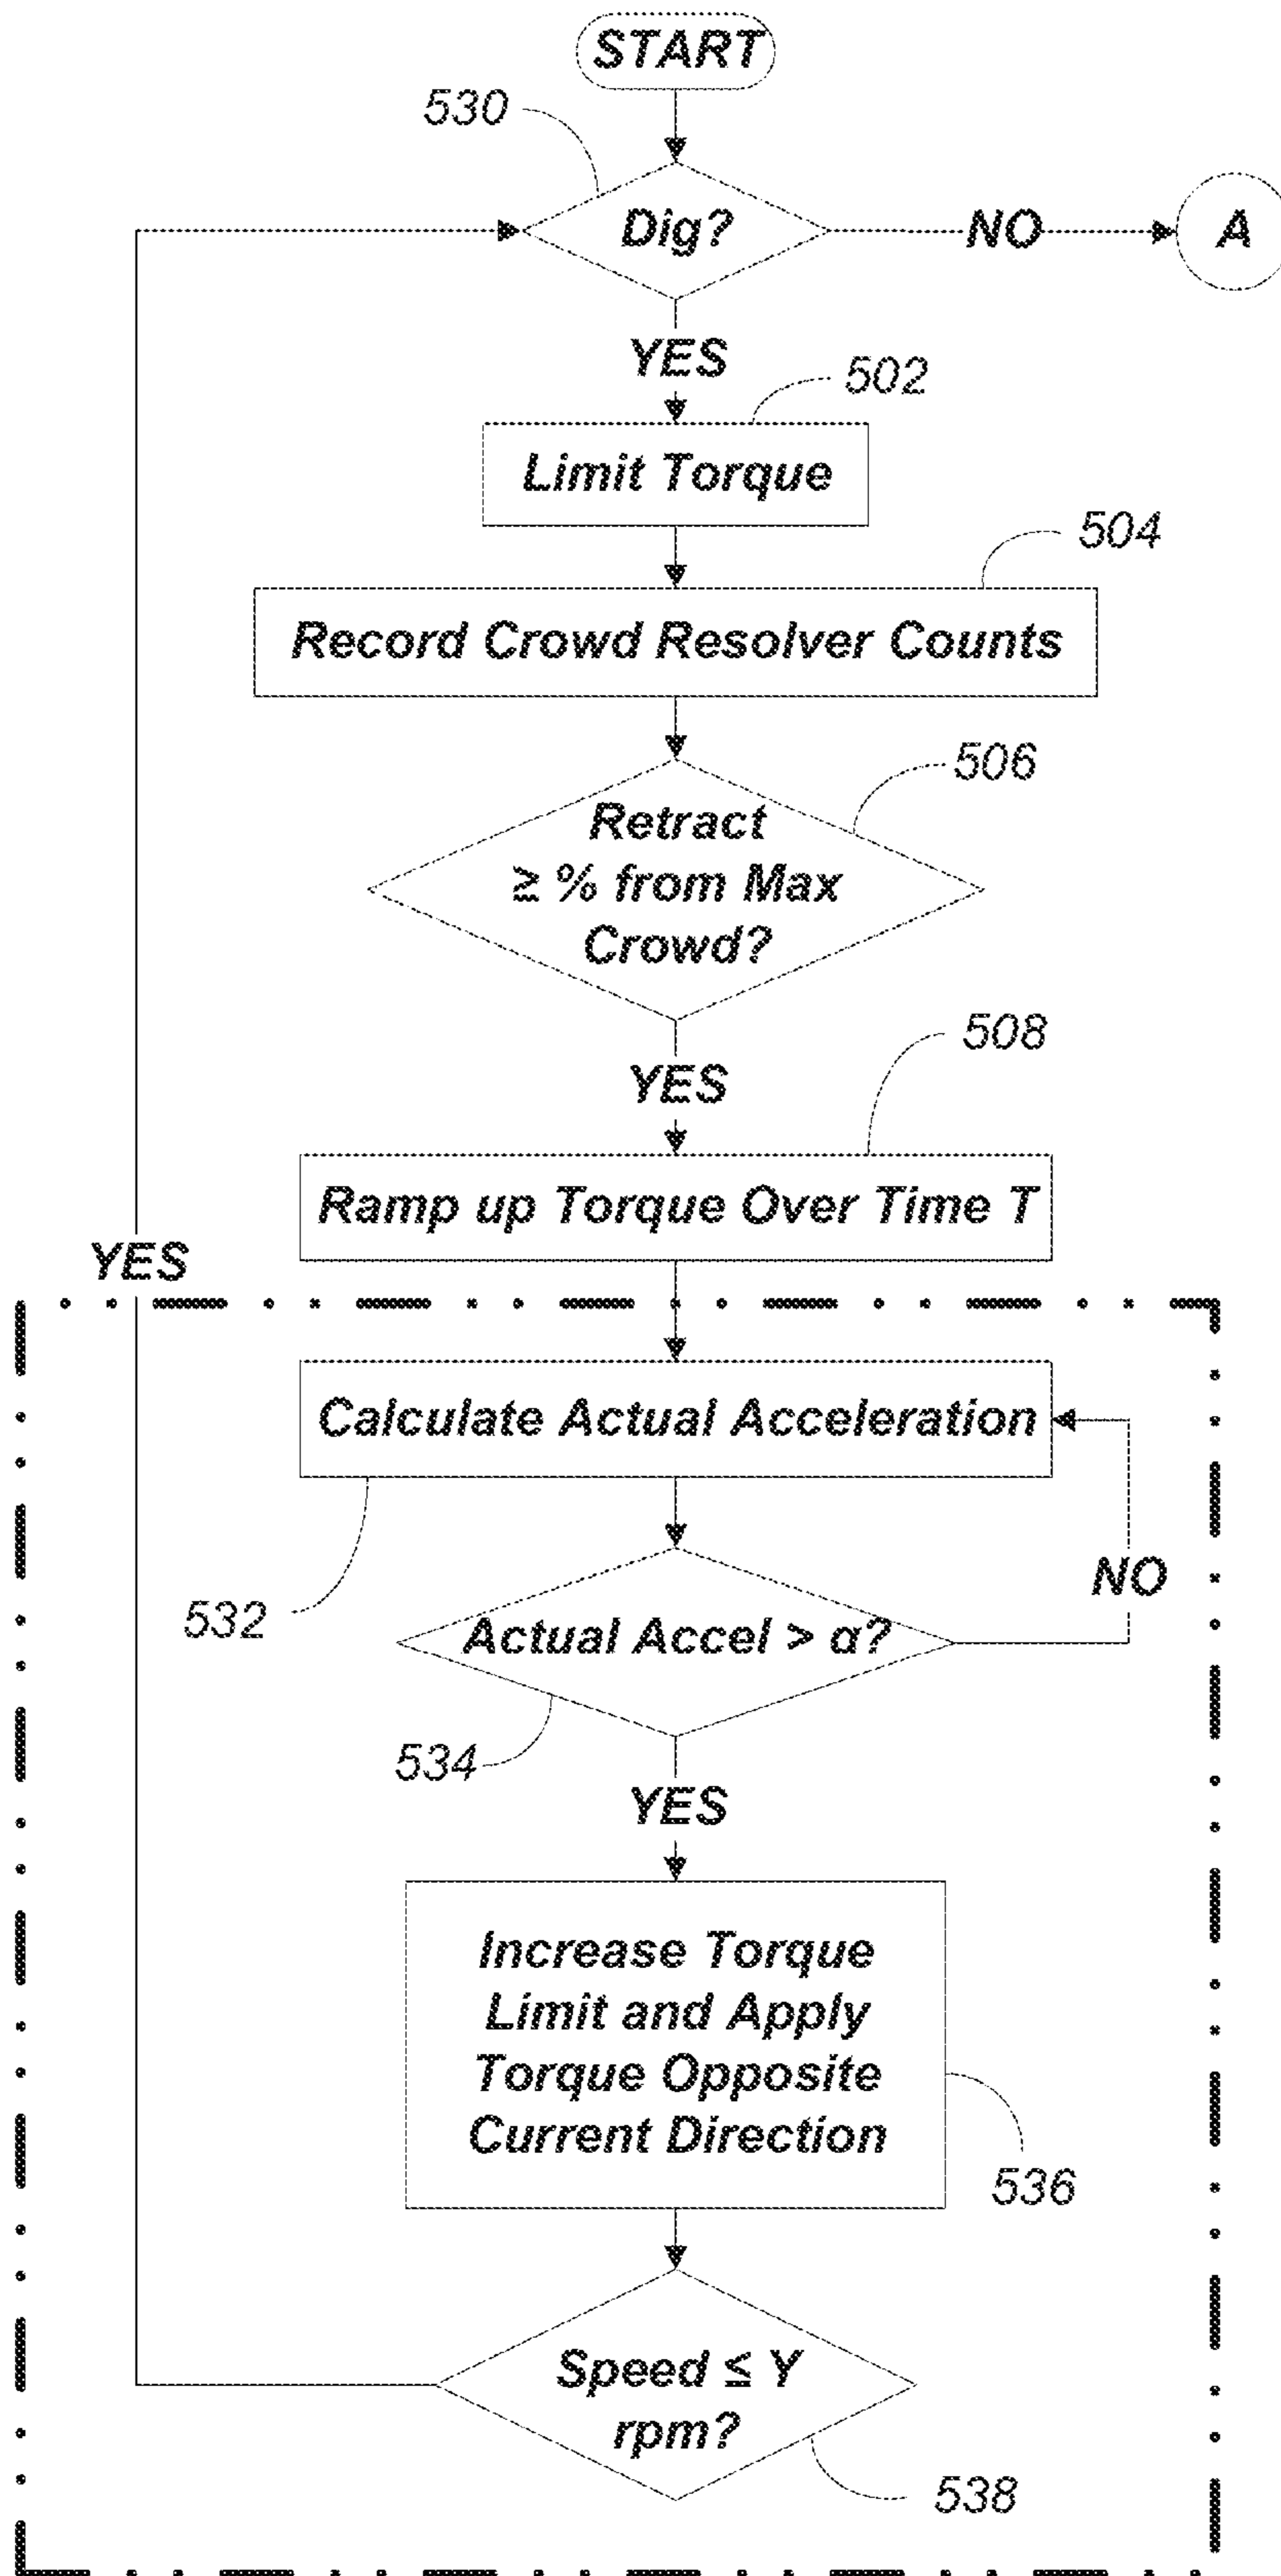 START
530
Dig?
NO
A
YES
502
Limit Torque
504
Record Crowd Resolver Counts
506
Retract
≥ % from Max
Crowd?
YES
508
Ramp up Torque Over Time T
YES
Calculate Actual Acceleration
532
NO
Actual Accel > α?
534
YES
Increase Torque
Limit and Apply
Torque Opposite
Current Direction
536
Speed ≤ Y
rpm?
538